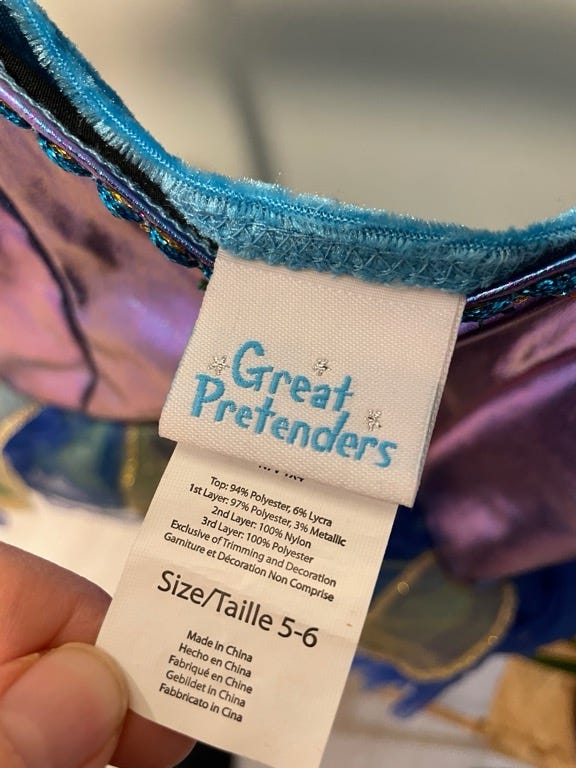 Great
Pretenders
Top: 94% Polyester, 6% Lycra
1st Layer: 97% Polyester, 3% Metallic
2nd Layer: 100% Nylon
3rd Layer: 100% Polyester
Exclusive of Trimming and Decoration
Garniture et Décoration Non Comprise
Size/Taille 5-6
Made in China
Hecho en China
Fabriqué en Chine
Gebildet in China
Fabbricato in Cina